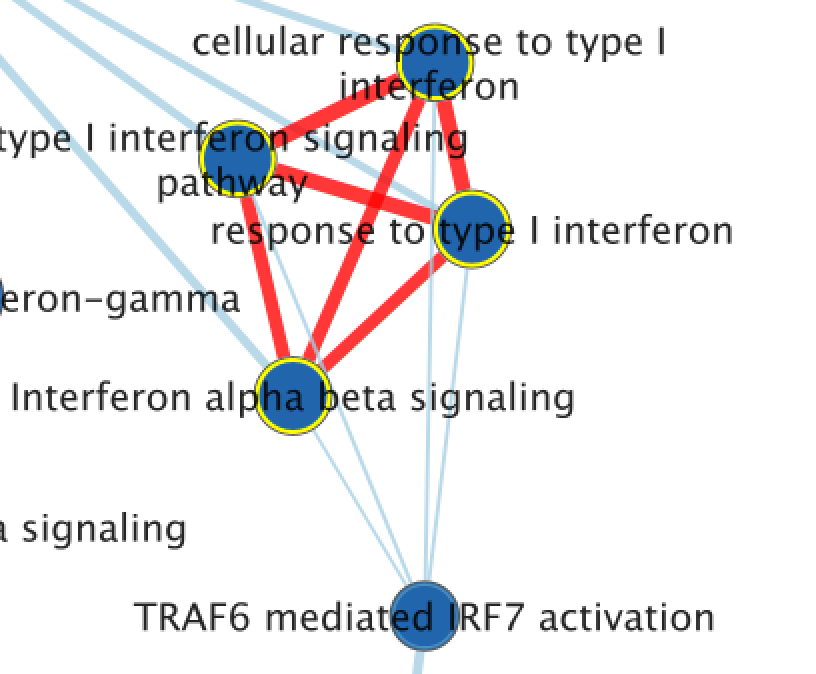 cellular response to type I
interferon
type I interferon signaling
pathway
response to type I interferon
eron-gamma
Interferon alpha beta signaling
a signaling
TRAF6 mediated IRF7 activation